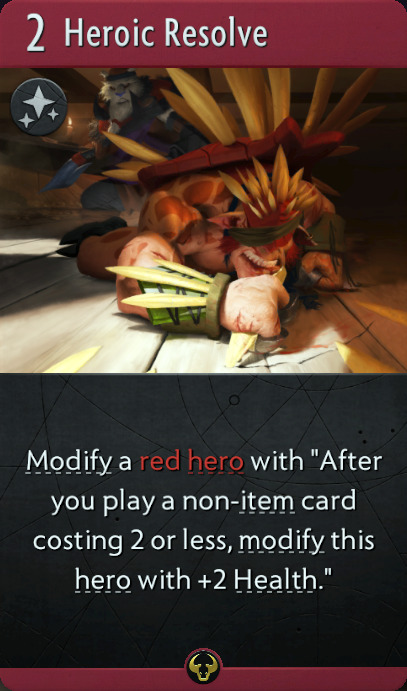 2 Heroic Resolve
Modify a red hero with "After
you play a non-item card
costing 2 or less, modify this
hero with +2 Health."